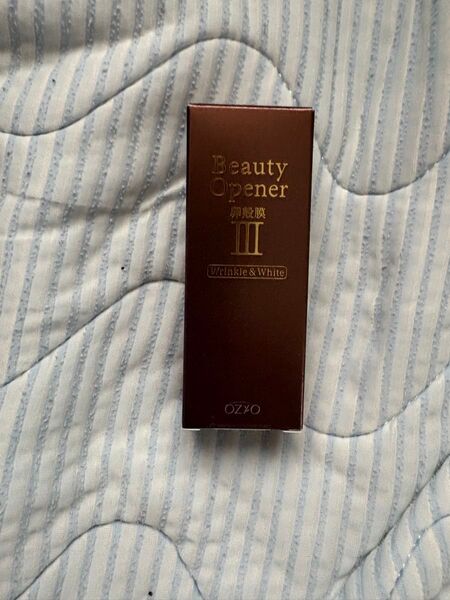 Beauty
Opener
卵殻膜
III
Wrinkle & White
OZIO